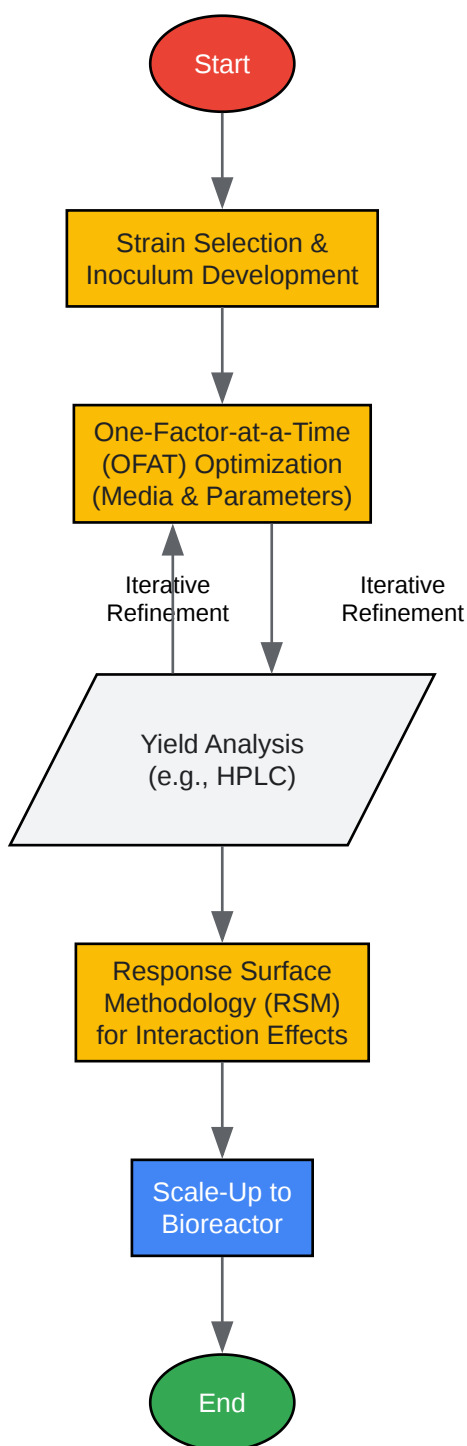 Start
Strain Selection &
Inoculum Development
One-Factor-at-a-Time
(OFAT) Optimization
(Media & Parameters)
Iterative
Refinement
Iterative
Refinement
Yield Analysis
(e.g., HPLC)
Response Surface
Methodology (RSM)
for Interaction Effects
Scale-Up to
Bioreactor
End